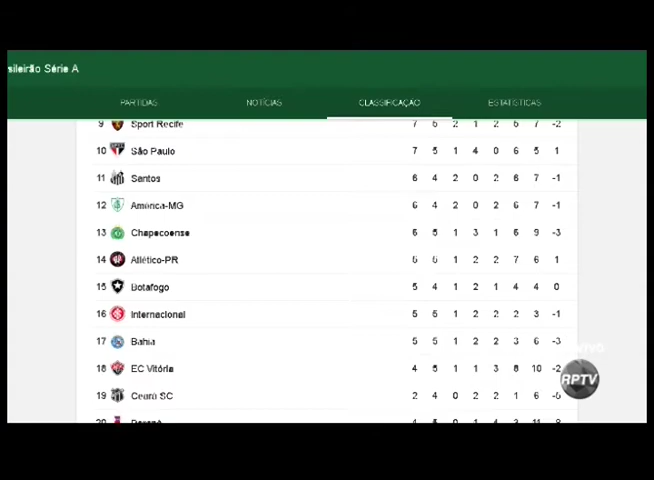 sileirão Série A
PARTIDAS NOTÍCIAS CLASSIFICAÇÃO ESTATÍSTICAS
9 Sport Recife 7 5 2 1 2 5 7 -2
10 São Paulo 7 5 1 4 0 6 5 1
11 Santos 6 4 2 0 2 6 7 -1
12 América-MG 6 4 2 0 2 6 7 -1
13 Chapecoense 6 5 1 3 1 6 9 -3
14 Atlético-PR 5 5 1 2 2 7 6 1
15 Botafogo 5 4 1 2 1 4 4 0
16 Internacional 5 5 1 2 2 2 3 -1
17 Bahia 5 5 1 2 2 3 6 -3
18 EC Vitória 4 5 1 1 3 8 10 -2
19 Ceará SC 2 4 0 2 2 1 6 -5
20 Paraná
RPTV